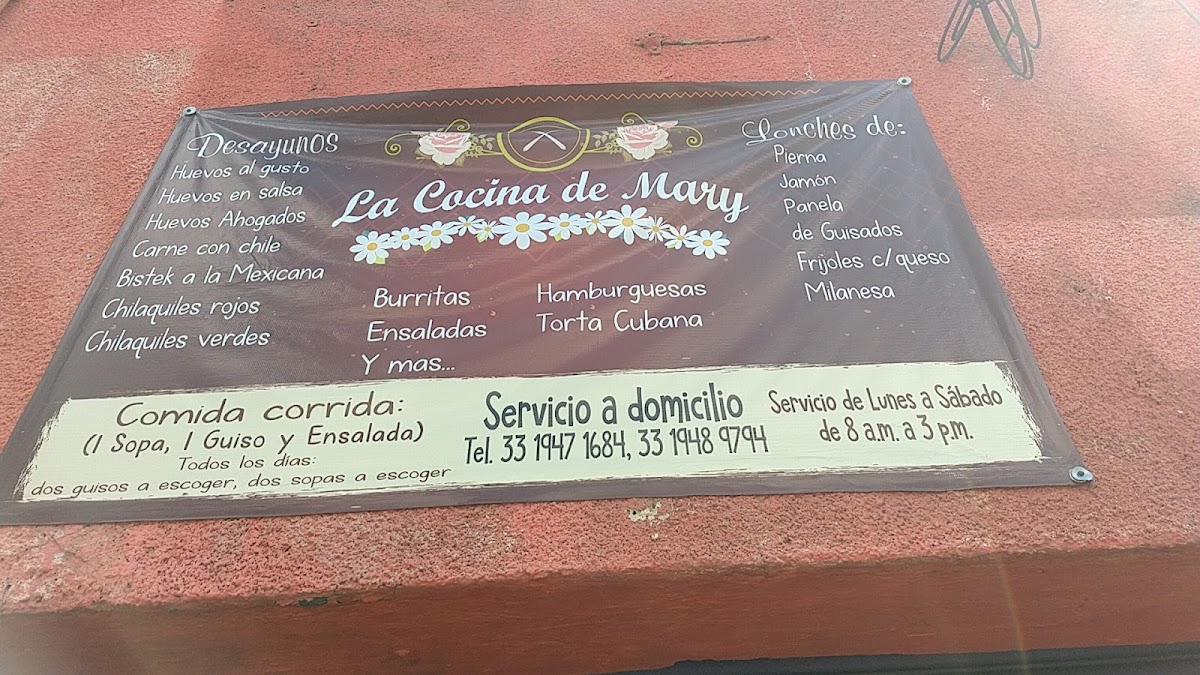 Desayunos
Huevos al gusto
Huevos en salsa
Huevos Ahogados
Carne con chile
Bistek a la Mexicana
Chilaquiles rojos
Chilaquiles verdes
La Cocina de Mary
Burritas
Ensaladas
Y mas...
Hamburguesas
Torta Cubana
Lonches de:
Pierna
Jamón
Panela
de Guisados
Frijoles c/queso
Milanesa
Comida corrida:
(1 Sopa, 1 Guiso y Ensalada)
Todos los días:
dos guisos a escoger, dos sopas a escoger
Servicio a domicilio
Tel. 33 1947 1684, 33 1948 9794
Servicio de Lunes a Sábado
de 8 a.m. a 3 p.m.